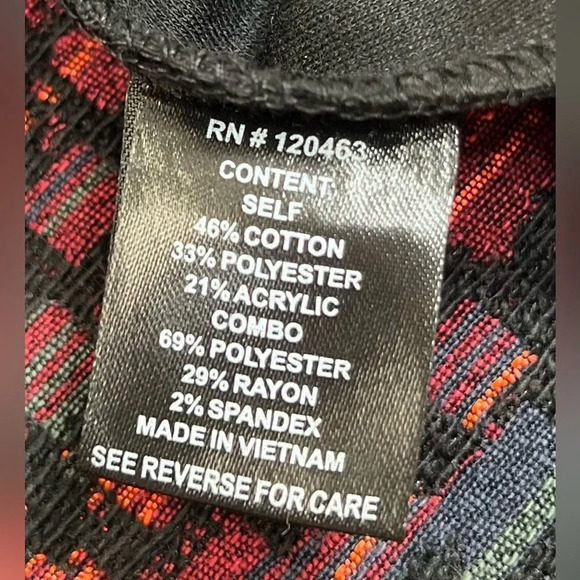 RN # 120463
CONTENT:
SELF
46% COTTON
33% POLYESTER
21% ACRYLIC
COMBO
69% POLYESTER
29% RAYON
2% SPANDEX
MADE IN VIETNAM
SEE REVERSE FOR CARE